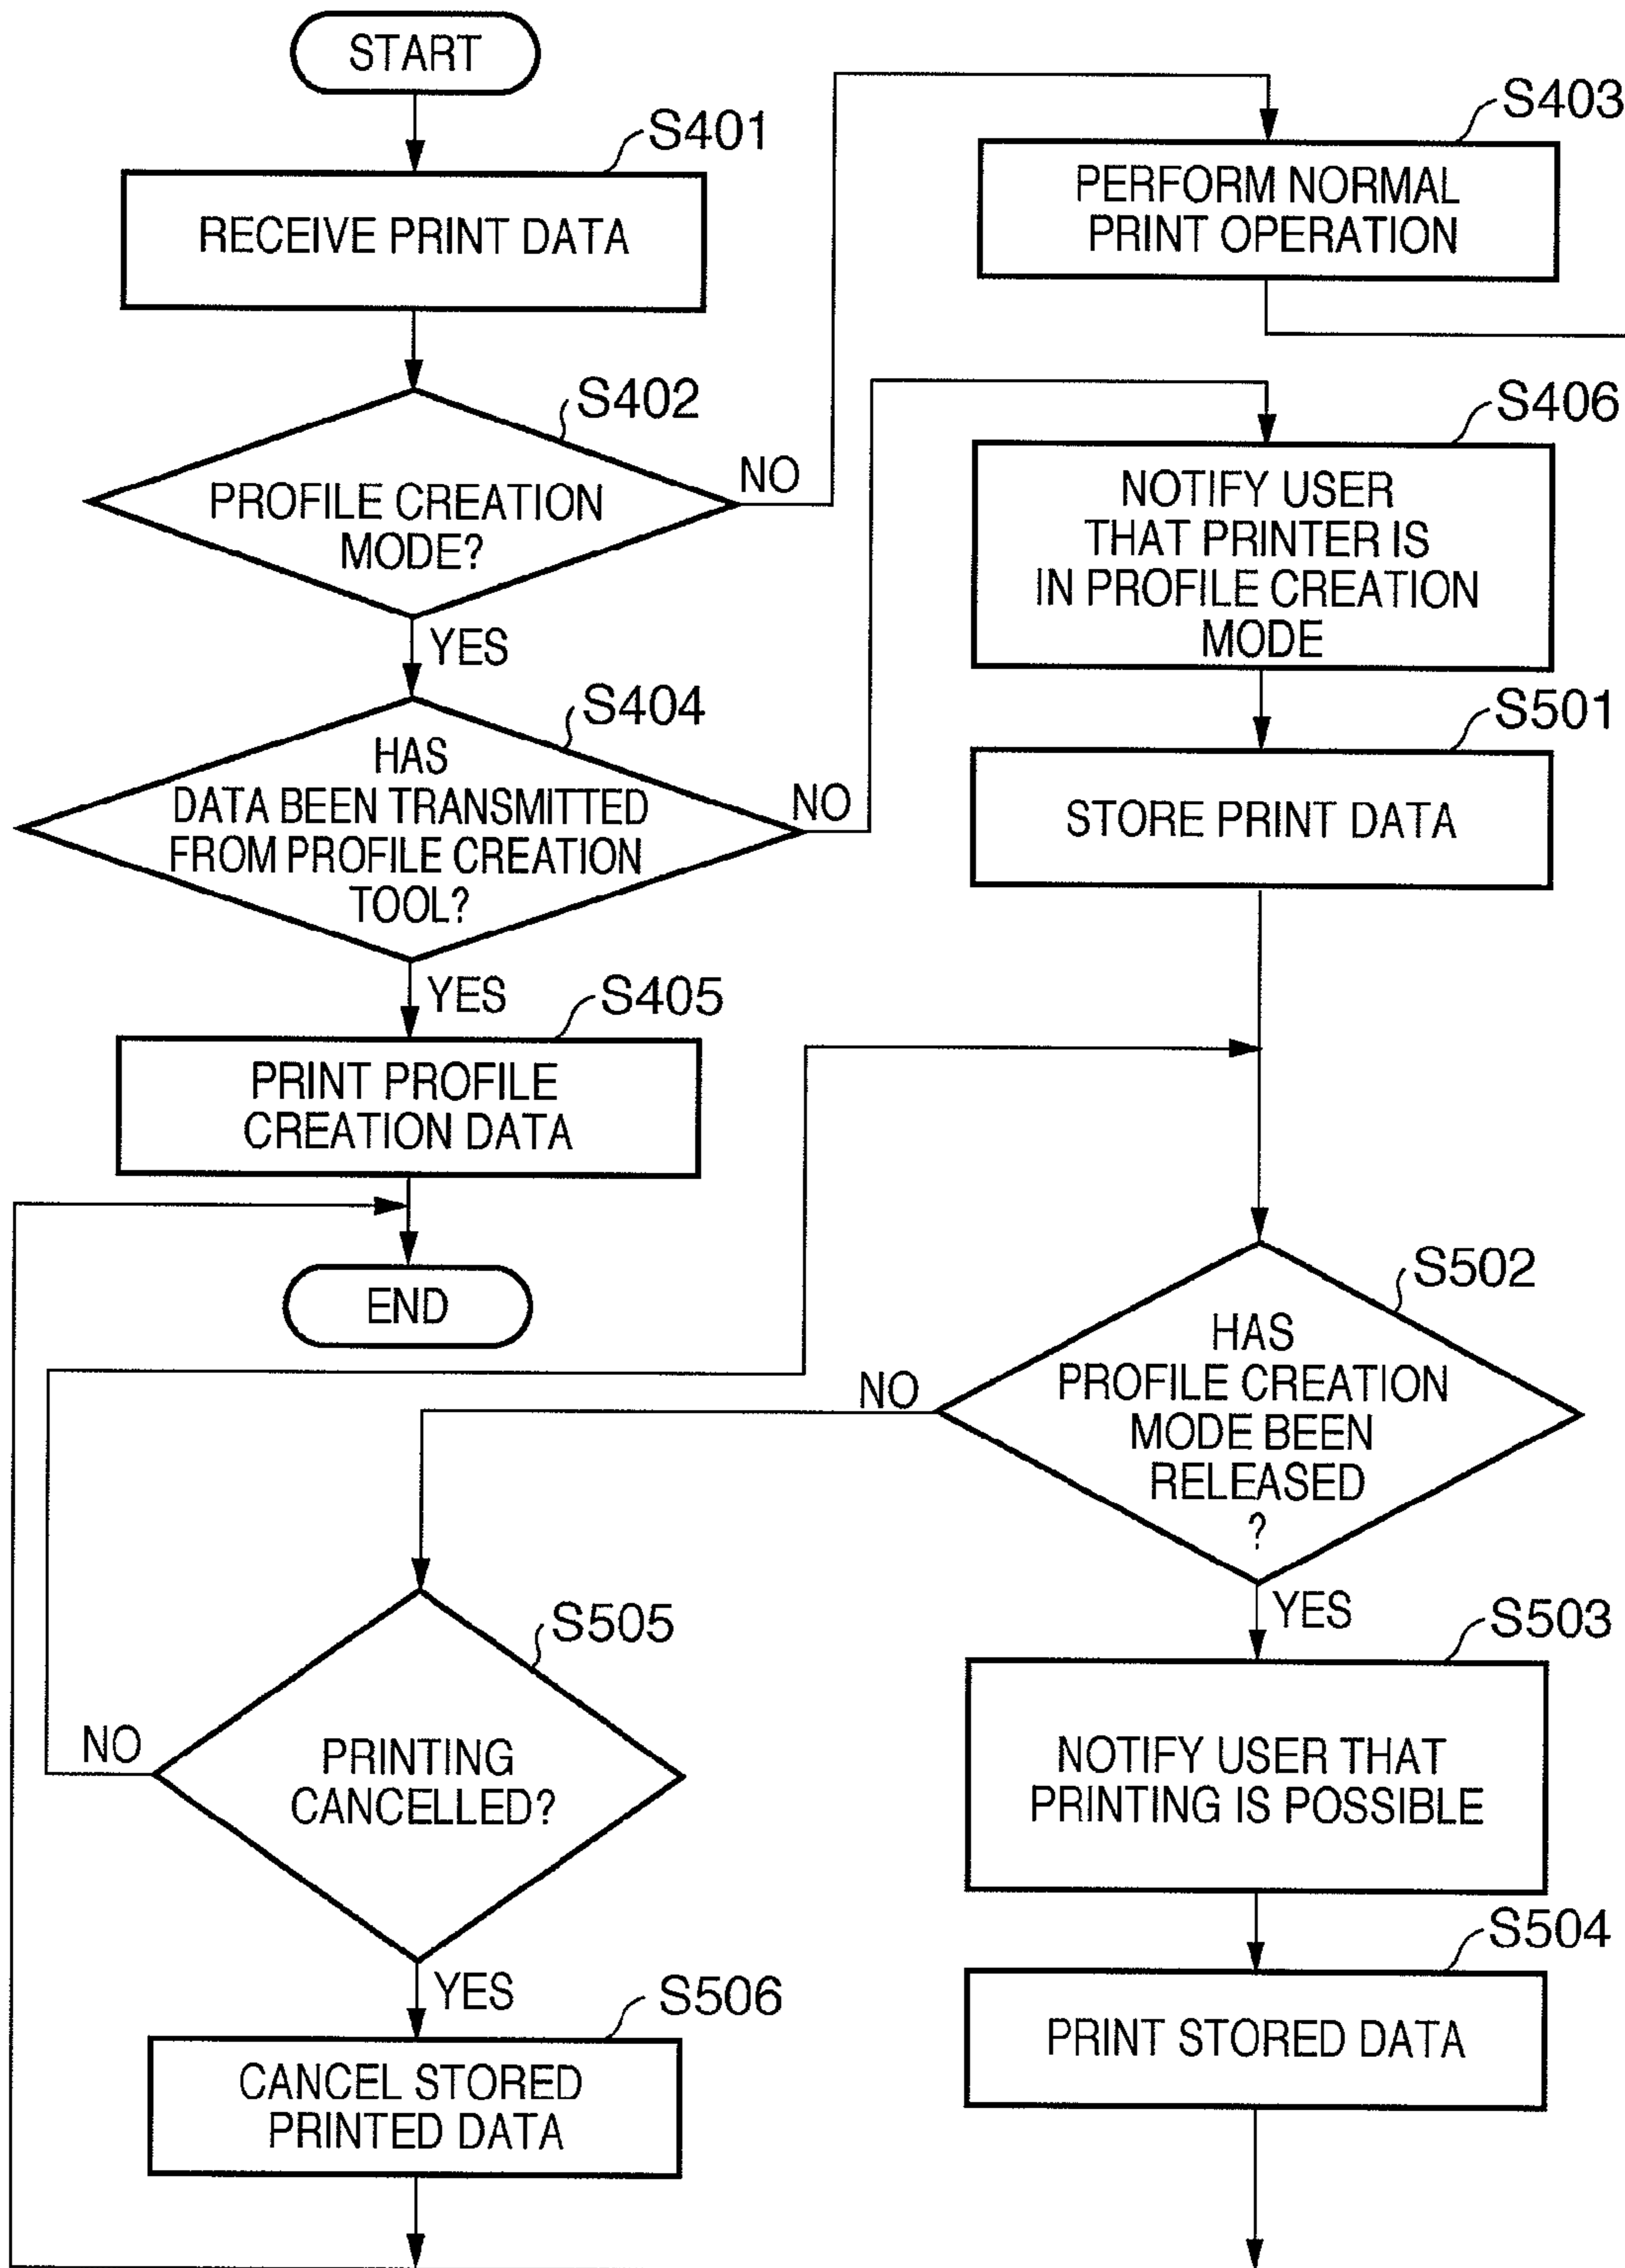 START
S401
RECEIVE PRINT DATA
S402
PROFILE CREATION
MODE?
NO
YES
S403
PERFORM NORMAL
PRINT OPERATION
S404
HAS
DATA BEEN TRANSMITTED
FROM PROFILE CREATION
TOOL?
NO
YES
S405
PRINT PROFILE
CREATION DATA
END
S406
NOTIFY USER
THAT PRINTER IS
IN PROFILE CREATION
MODE
S501
STORE PRINT DATA
S502
HAS
PROFILE CREATION
MODE BEEN
RELEASED
?
NO
YES
S503
NOTIFY USER THAT
PRINTING IS POSSIBLE
S504
PRINT STORED DATA
S505
PRINTING
CANCELLED?
NO
YES
S506
CANCEL STORED
PRINTED DATA